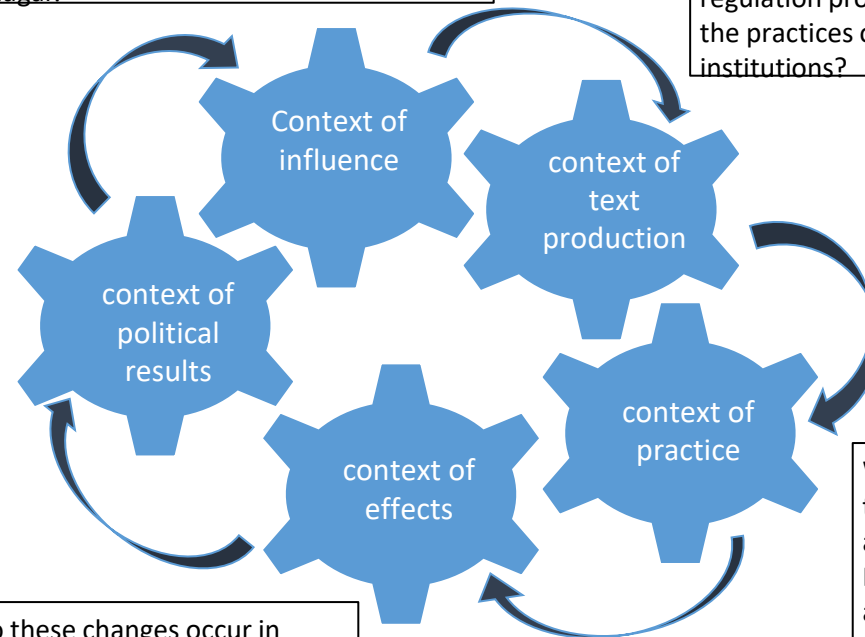 regulation
the practices
institutions?
Context of
influence
context of
text
production
context of
political
results
context of
practice
context of
effects
these changes occur in